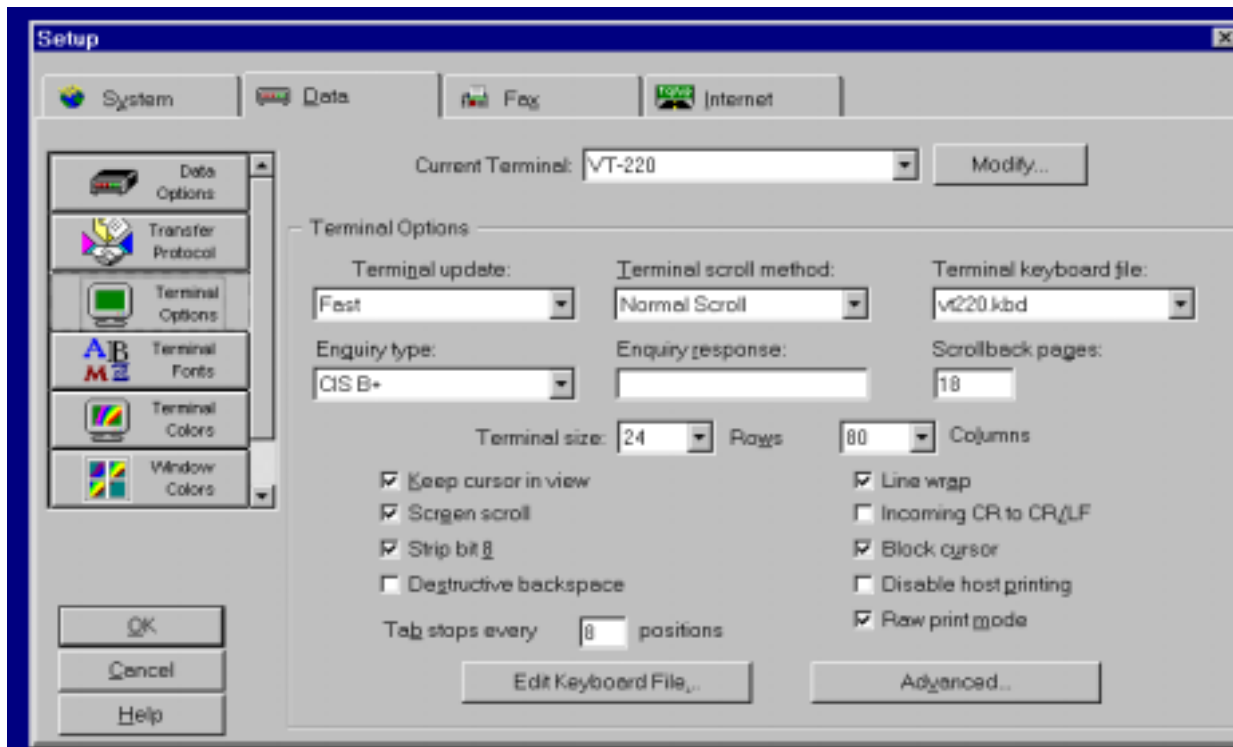 Setup
System Data Fax Internet
Data
Options
Transfer
Protocol
Terminal
Options
Terminal
Fonts
Terminal
Colors
Window
Colors
OK
Cancel
Help
Current Terminal: VT-220 Modify...
Terminal Options
Terminal update: Terminal scroll method: Terminal keyboard file:
Fast Normal Scroll vt220.kbd
Enquiry type: Enquiry response: Scrollback pages:
CIS B+ 18
Terminal size: 24 Rows 80 Columns
Keep cursor in view Line wrap
Screen scroll Incoming CR to CR/LF
Strip bit 8 Block cursor
Destructive backspace Disable host printing
Tab stops every 8 positions Raw print mode
Edit Keyboard File... Advanced...